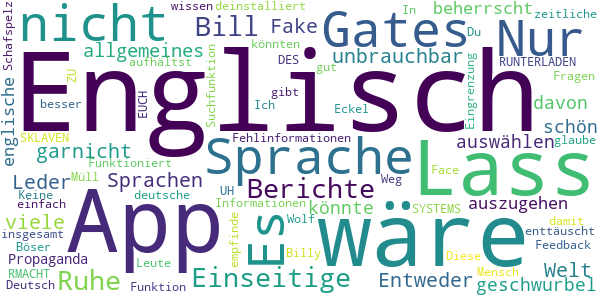 wissen deinstalliert In Du zeitliche
nicht Bill Fake Gates beherrscht Nur
Schafspelz allgemeines könnten unbrauchbar RUNTERLADEN
aufhältst DES Eingrenzung Fragen
ZU Suchfunktion gibt gut davon
Englisch
englische besser EUCH Ich Eckel schön glaube
SKLAVEN Fehlinformationen auswählen
garnicht Sprache Lass
Funktioniert Weg
Leder Müll Sprachen Berichte auszugehen
Keipe einfach deutsche UH Informationen könnte Face SYSTEMS damit
viele App Es wäre
insgesamt empfinde Wolf Diese enttäuscht
Böser Billy Mensch Feedback
Propaganda Leute Entweder Welt
RMACHT Ruhe Einseitige geschwurbel
Deutsch Funktion